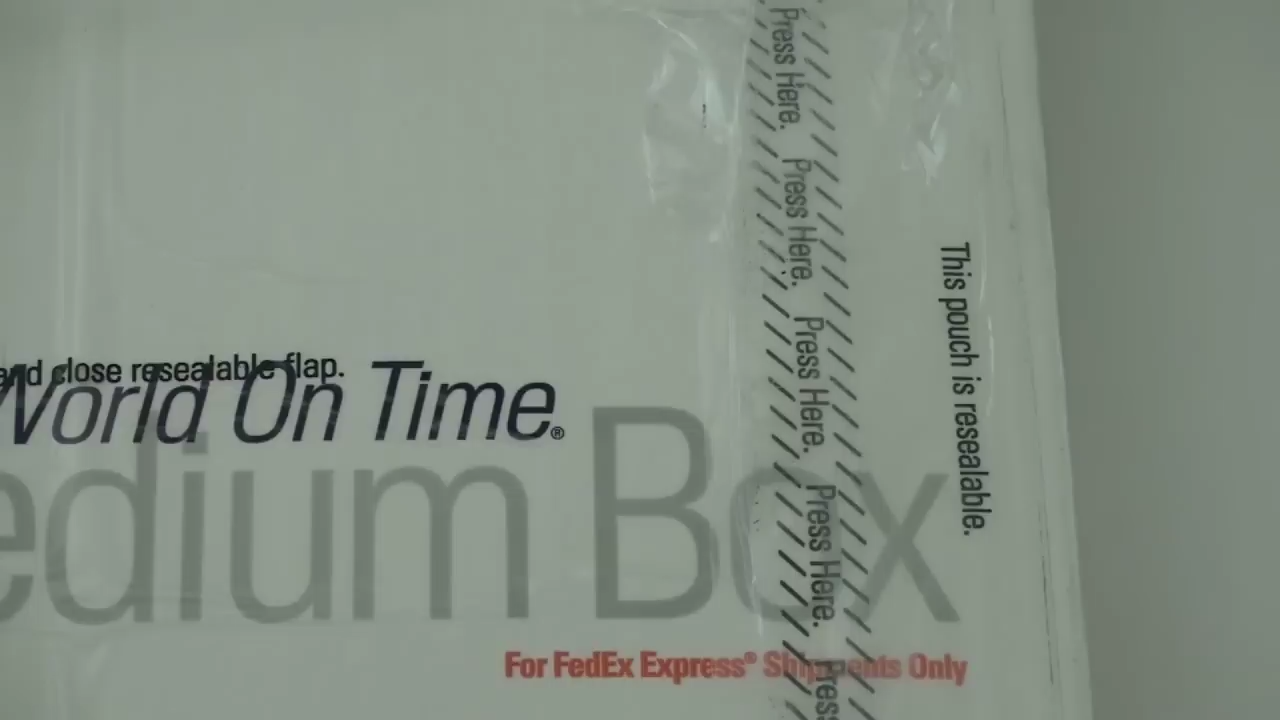 and close resealable flap.
World On Time®
edium Box
For FedEx Express® Shipments Only
Press Here. Press Here. Press Here. Press Here. Press
This pouch is resealable.